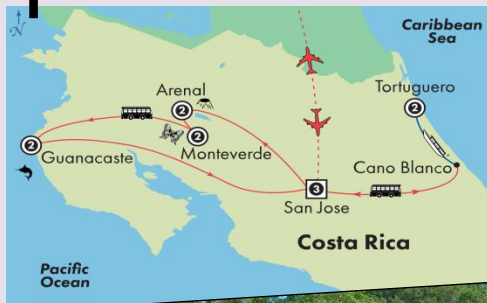 N
Caribbean
Sea
Tortuguero
2
Arenal
2
2
Monteverde
2
Guanacaste
Cano Blanco
3
San Jose
Costa Rica
Pacific
Ocean